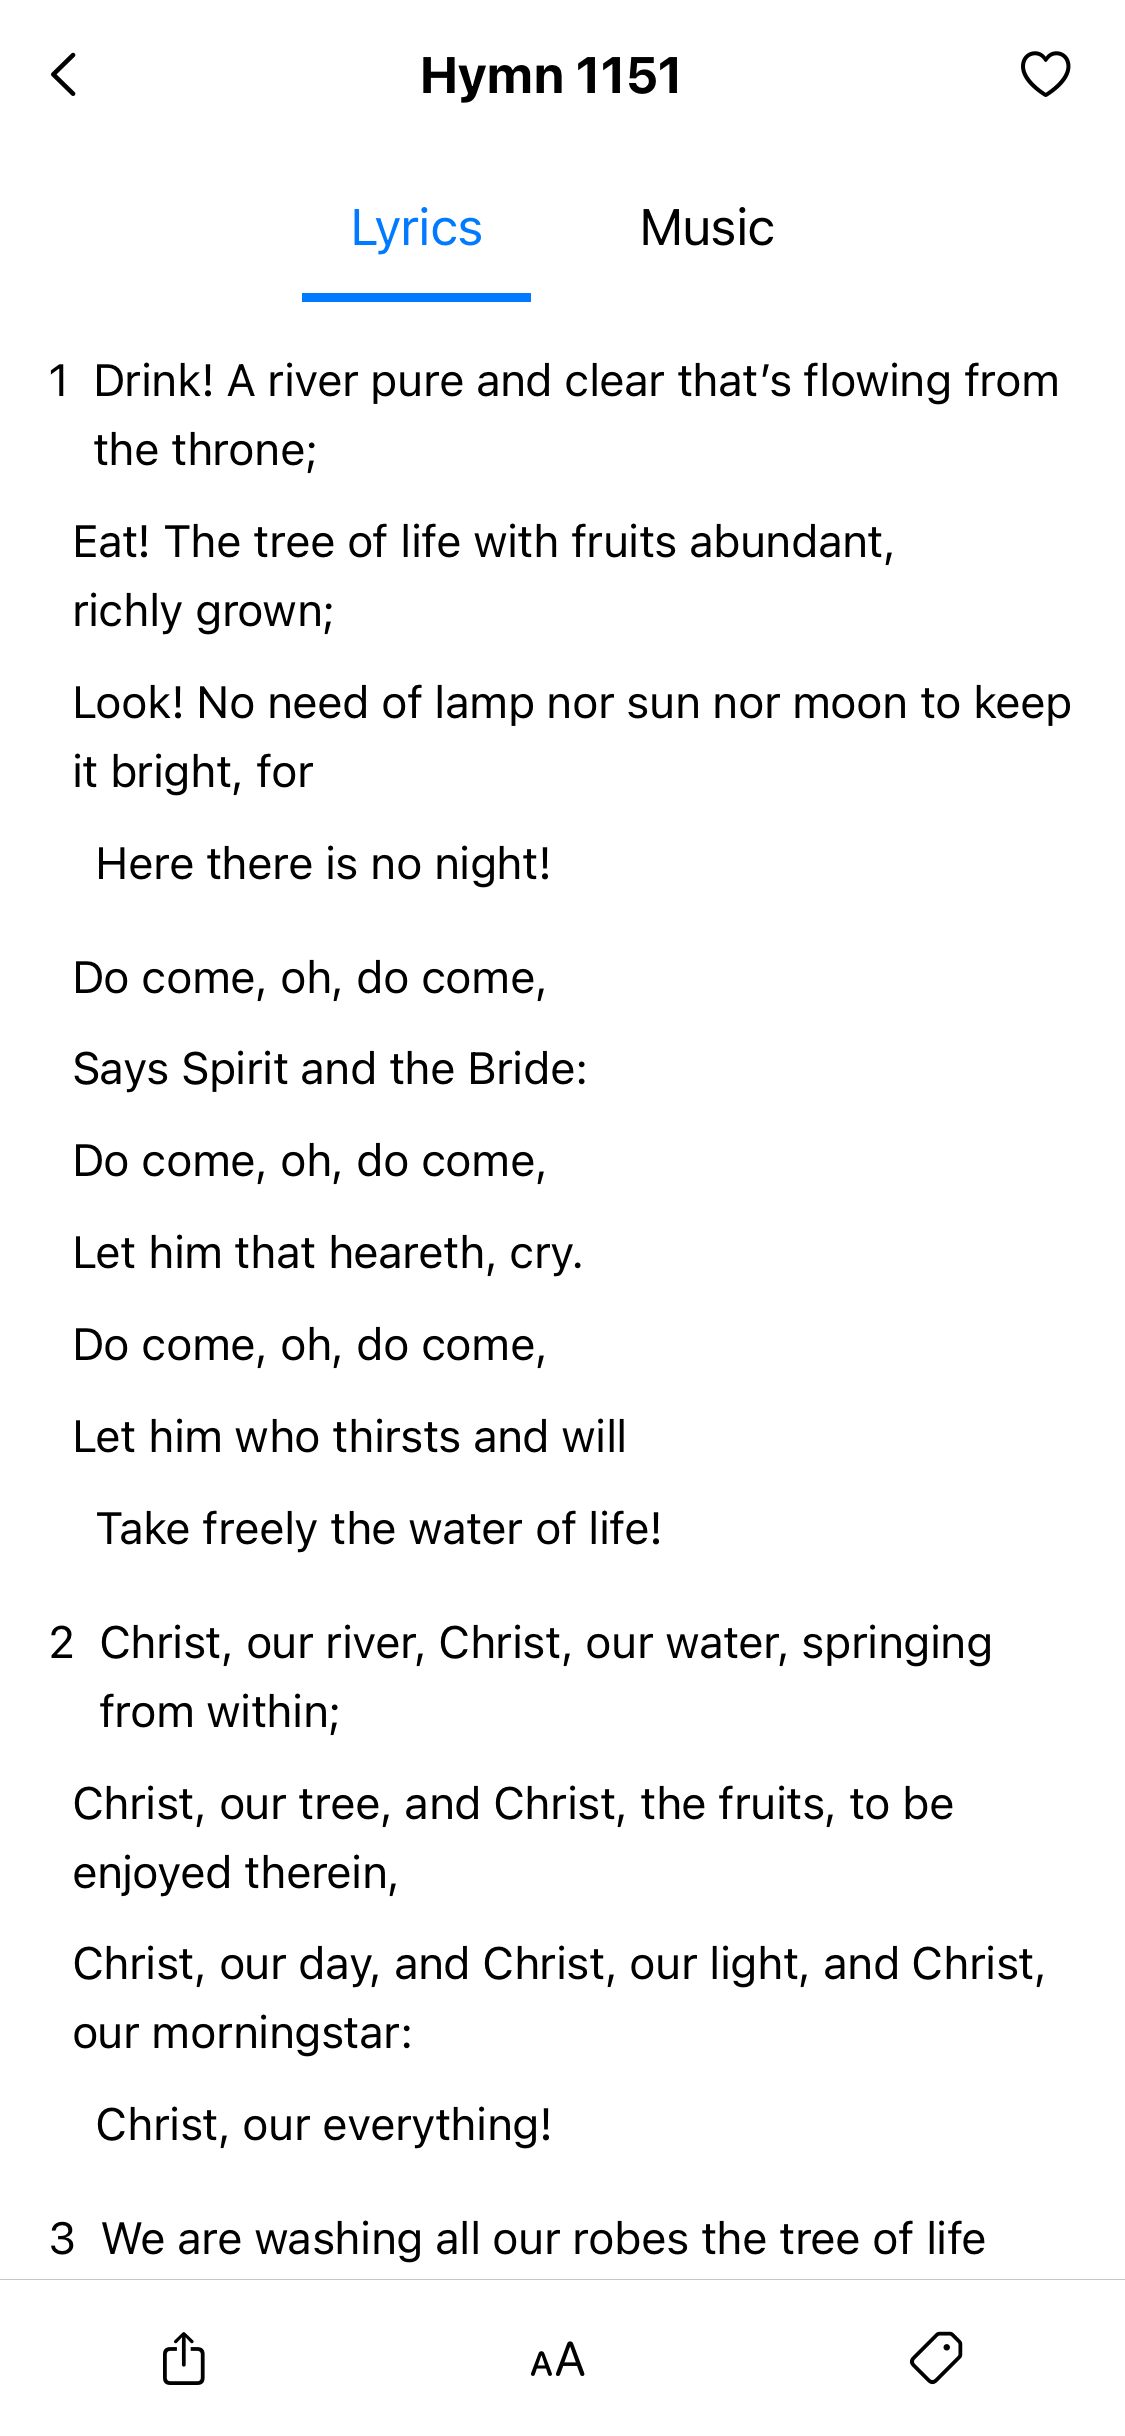 Hymn 1151
Lyrics
Music
1 Drink! A river pure and clear that’s flowing from
the throne;
Eat! The tree of life with fruits abundant,
richly grown;
Look! No need of lamp nor sun nor moon to keep
it bright, for
Here there is no night!
Do come, oh, do come,
Says Spirit and the Bride:
Do come, oh, do come,
Let him that heareth, cry.
Do come, oh, do come,
Let him who thirsts and will
Take freely the water of life!
2 Christ, our river, Christ, our water, springing
from within;
Christ, our tree, and Christ, the fruits, to be
enjoyed therein,
Christ, our day, and Christ, our light, and Christ,
our morningstar:
Christ, our everything!
3 We are washing all our robes the tree of life
AA